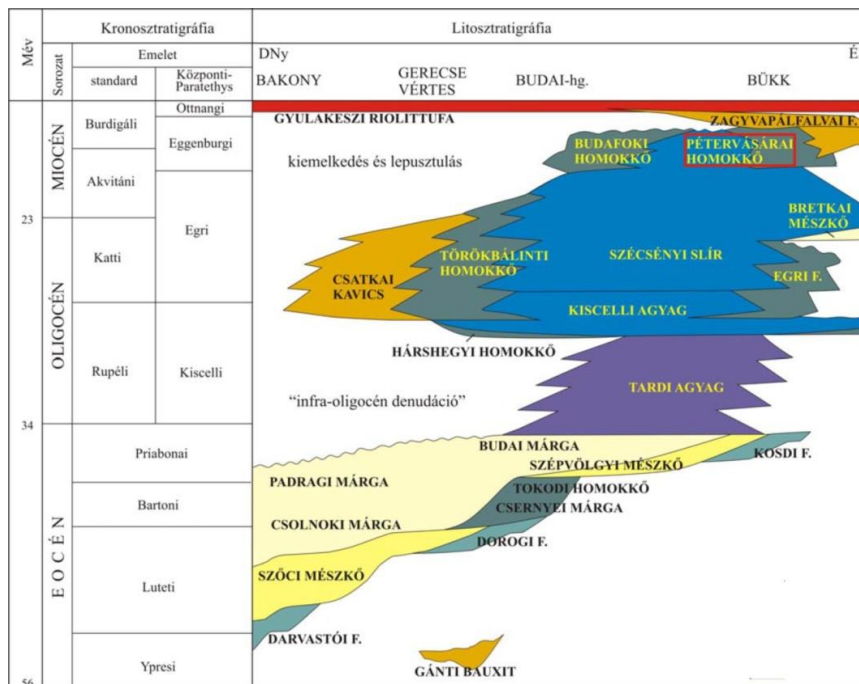 Kronosztratigráfia
Litosztratigráfia
Mév
Sorozat
Emelet
standard
Központi-
Paratethys
DNy
É
BAKONY
GERECSE
VÉRTES
BUDAI-hg.
BÜKK
MIOCÉN
Burdigáli
Ottnangi
Eggenburgi
Akvitáni
Egri
23
OLIGOCÉN
Katti
Rupéli
Kiscelli
34
EOCÉN
Priabonai
Bartoni
Luteti
Ypresi
56
GYULAKESZI RIOLITTUFA
ZAGYVAPÁLFALVAI F.
kiemelkedés és lepusztulás
BUDAFOKI
HOMOKKŐ
PÉTERVÁSÁRAI
HOMOKKŐ
BRETKAI
MÉSZKŐ
TÖRÖKBÁLINTI
HOMOKKŐ
SZÉCSÉNYI SLÍR
EGRI F.
CSATKAI
KAVICS
KISCELLI AGYAG
HÁRSHEGYI HOMOKKŐ
TARDI AGYAG
“infra-oligocén denudáció”
BUDAI MÁRGA
KOSDI F.
SZÉPVÖLGYI MÉSZKŐ
PADRAGI MÁRGA
TOKODI HOMOKKŐ
CSERNYEI MÁRGA
CSOLNOKI MÁRGA
DOROGI F.
SZŐCI MÉSZKŐ
DARVASTÓI F.
GÁNTI BAUXIT